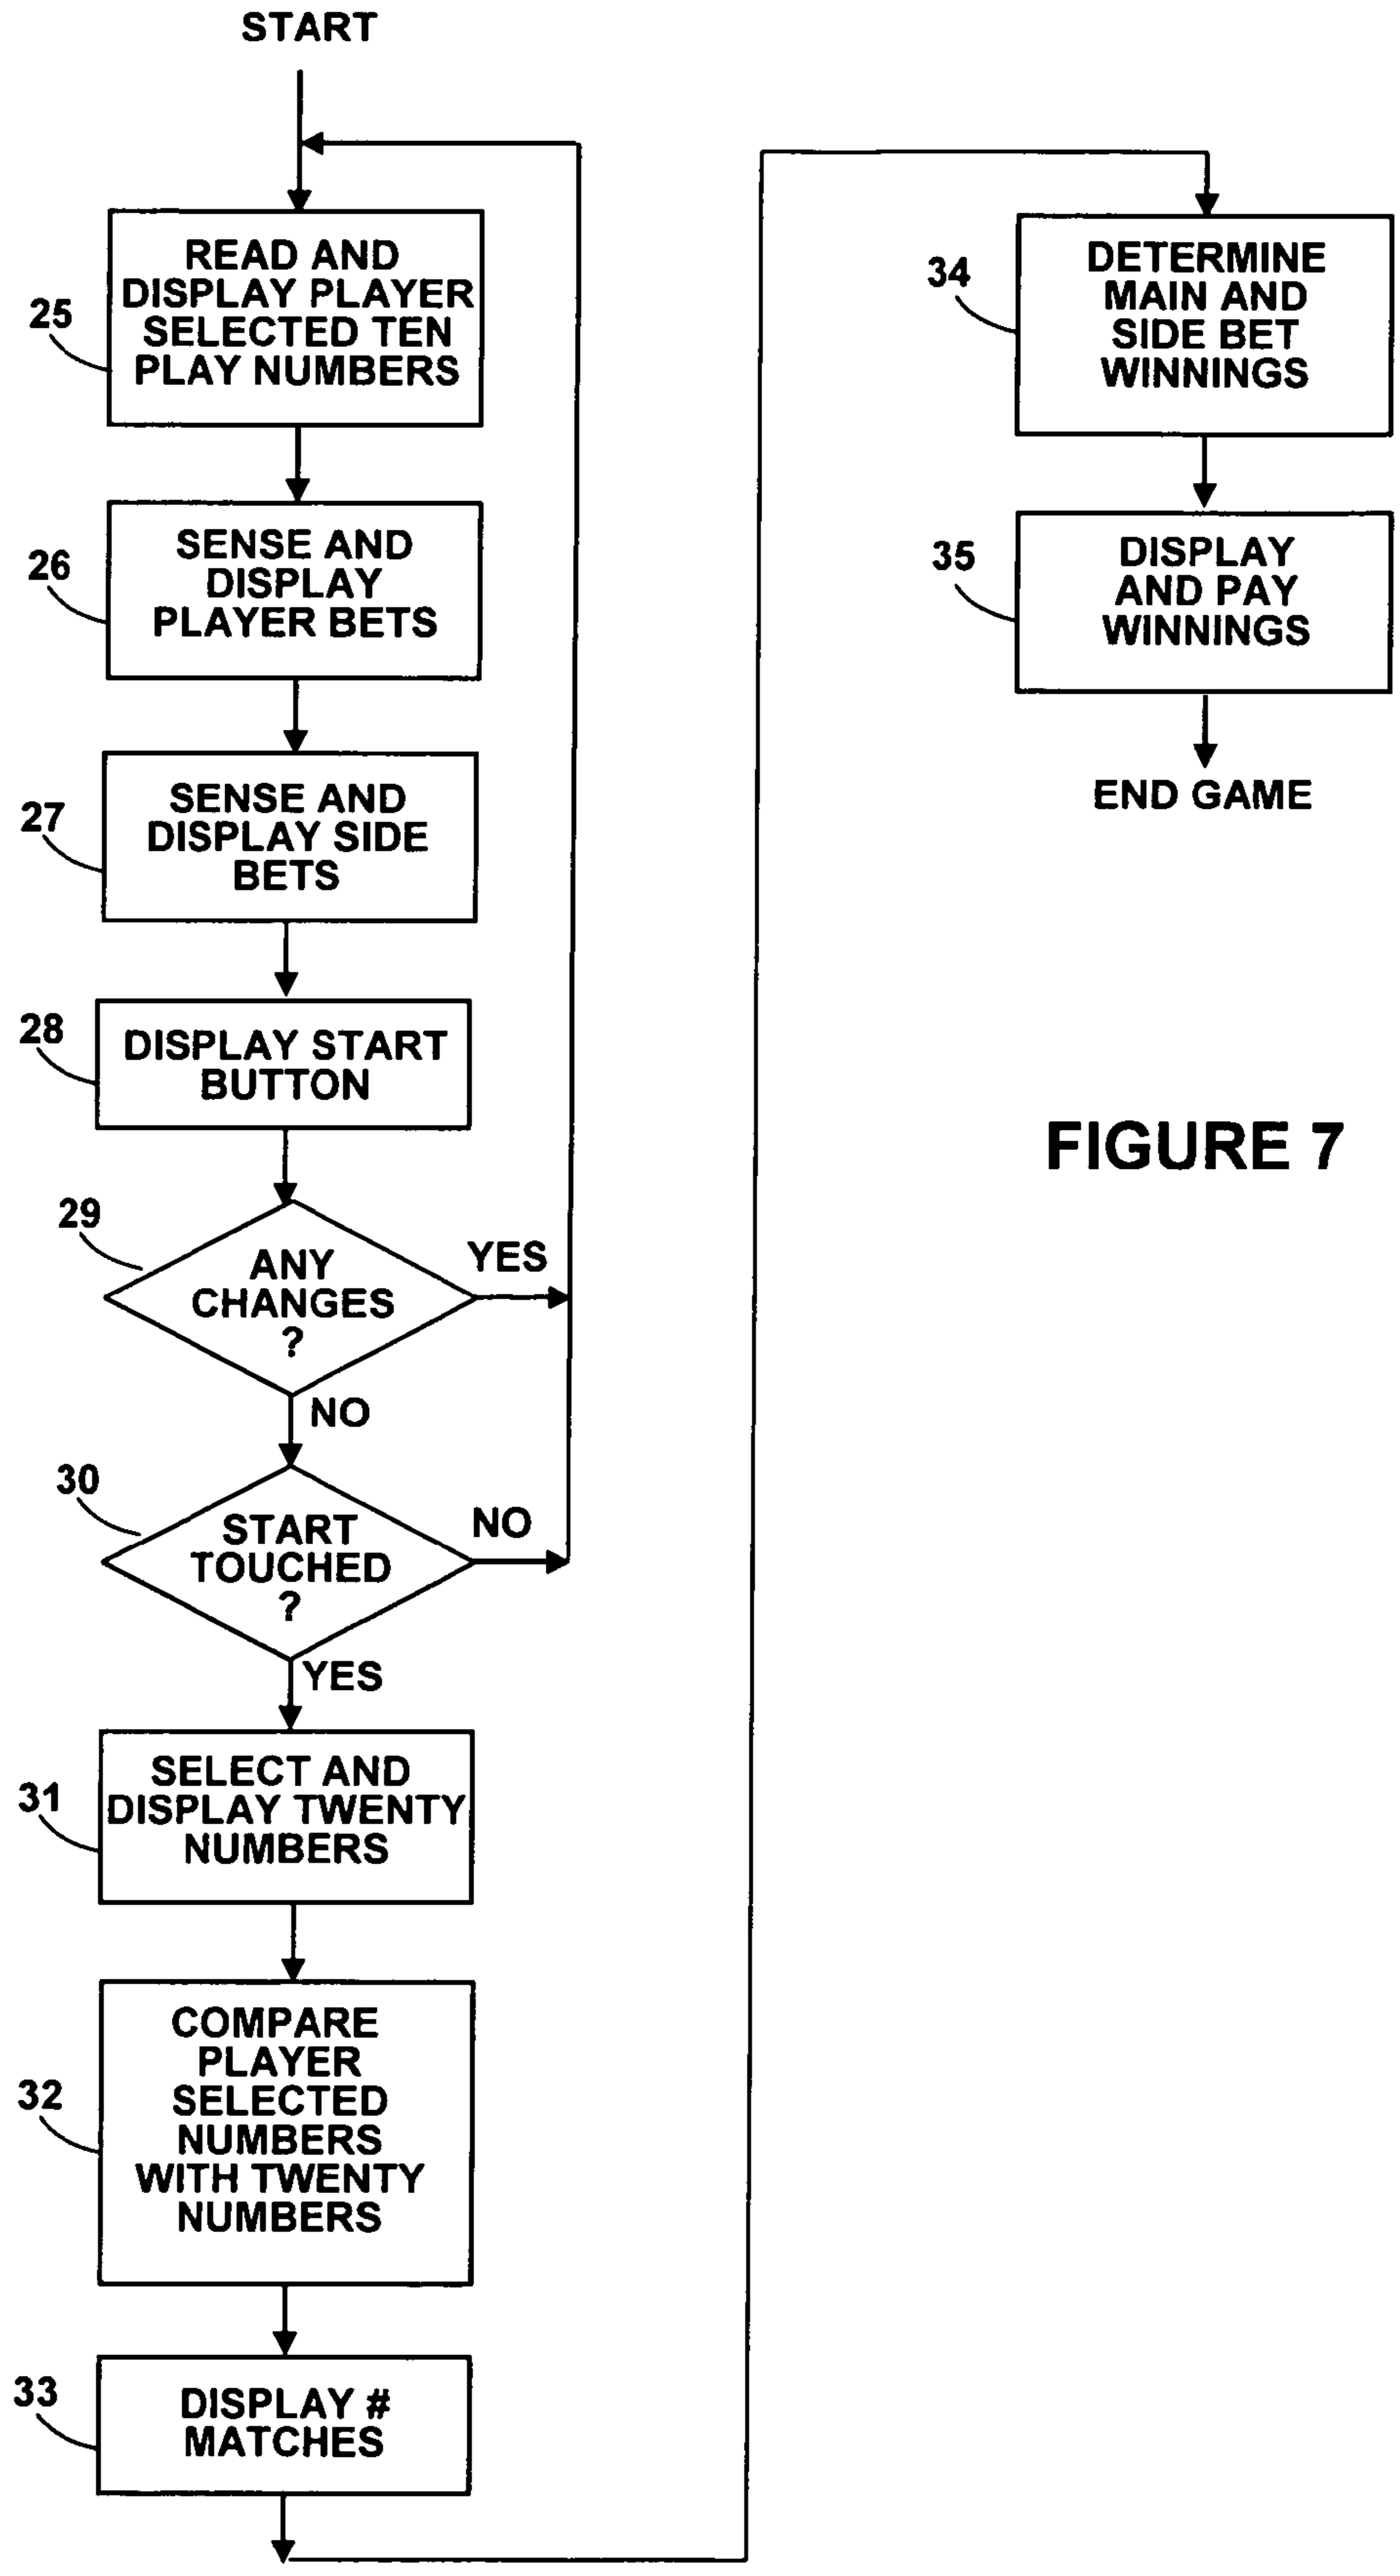 START
25
READ AND
DISPLAY PLAYER
SELECTED TEN
PLAY NUMBERS
26
SENSE AND
DISPLAY
PLAYER BETS
27
SENSE AND
DISPLAY SIDE
BETS
28
DISPLAY START
BUTTON
29
ANY
CHANGES
?
YES
NO
30
START
TOUCHED
?
NO
YES
31
SELECT AND
DISPLAY TWENTY
NUMBERS
32
COMPARE
PLAYER
SELECTED
NUMBERS
WITH TWENTY
NUMBERS
33
DISPLAY #
MATCHES
34
DETERMINE
MAIN AND
SIDE BET
WINNINGS
35
DISPLAY
AND PAY
WINNINGS
END GAME
FIGURE 7